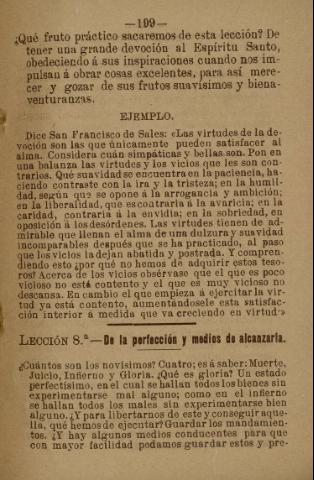 —199—
¿Qué fruto práctico sacaremos de esta lección? De
tener una grande devoción al Espíritu Santo,
obedeciendo á sus inspiraciones cuando nos im-
pulsan á obrar cosas excelentes, para así mere-
cer y gozar de sus frutos suavísimos y biena-
venturanzas.
EJEMPLO.
Dice San Francisco de Sales: «Las virtudes de la de-
voción son las que únicamente pueden satisfacer al
alma. Considera cuán simpáticas y bellas son. Pon en
una balanza las virtudes y los vicios que les son con-
trarios. Qué suavidad se encuentra en la paciencia, ha-
ciendo contraste con la ira y la tristeza; en la humil-
dad, según que se opone á la arrogancia y ambición;
en la liberalidad, que es contraria á la avaricia; en la
caridad, contraria á la envidia; en la sobriedad, en
oposición á los desórdenes. Las virtudes tienen de ad-
mirable que llenan el alma de una dulzura y suavidad
incomparables después que se ha practicado, al paso
que los vicios la dejan abatida y postrada. Y compren-
diendo esto ¿por qué no hemos de adquirir estos teso-
ros? Acerca de los vicios obsérvase que el que es poco
vicioso no está contento y el que es muy vicioso no
descansa. En cambio el que empieza á ejercitar la vir-
tud ya está contento, aumentándosele esta satisfac-
ción interior á medida que va creciendo en virtud»
LECCIÓN 8.ª—De la perfección y medios de alcanzarla.
¿Cuántos son los novísimos? Cuatro; es á saber: Muerte,
Juicio, Infierno y Gloria. ¿Qué es gloria? Un estado
perfectísimo, en el cual se hallan todos los bienes sin
experimentarse mal alguno; como en el infierno
se hallan todos los males sin experimentarse bien
alguno. ¿Y para libertarnos de este y conseguir aque-
lla, qué hemos de ejecutar? Guardar los mandamien-
tos. ¿Y hay algunos medios conducentes para que
con mayor facilidad podamos guardar estos y pre-